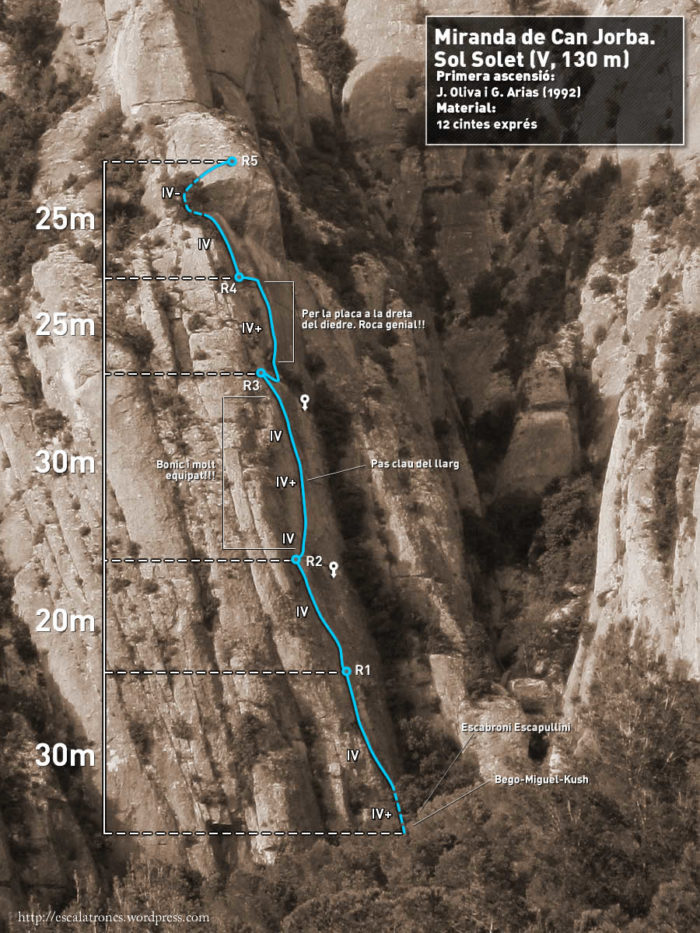 Miranda de Can Jorba.
Sol Solet (V, 130 m)
Primera ascensió:
J. Oliva i G. Arias (1992)
Material:
12 cintes exprés
R5
IV-
25m
IV
R4
25m
IV+
Per la placa a la dreta
del diedre. Roca genial!!
R3
IV
30m
Bonic i molt
equipat!!!
Pas clau del llarg
IV+
IV
R2
IV
20m
R1
Escabroni Escapullini
30m
IV
Bego-Miguel-Kush
IV+
http://escalatroncs.wordpress.com